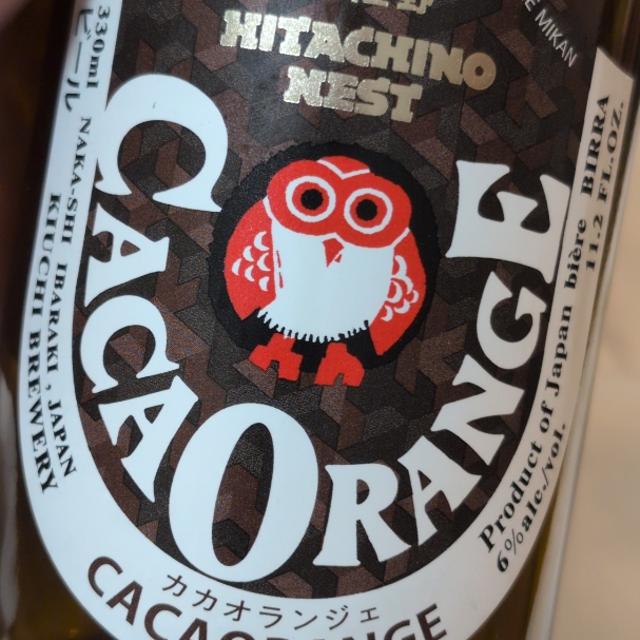 HITACHINO
NEST
MIKAN
CACAORANGE
330ml ビール
NAKA-SHI IBARAKI, JAPAN
KIUCHI BREWERY
Product of Japan bière BIRRA
6%alc./vol. 11.2 FL.OZ.
カカオランジェ
CACAORANGE